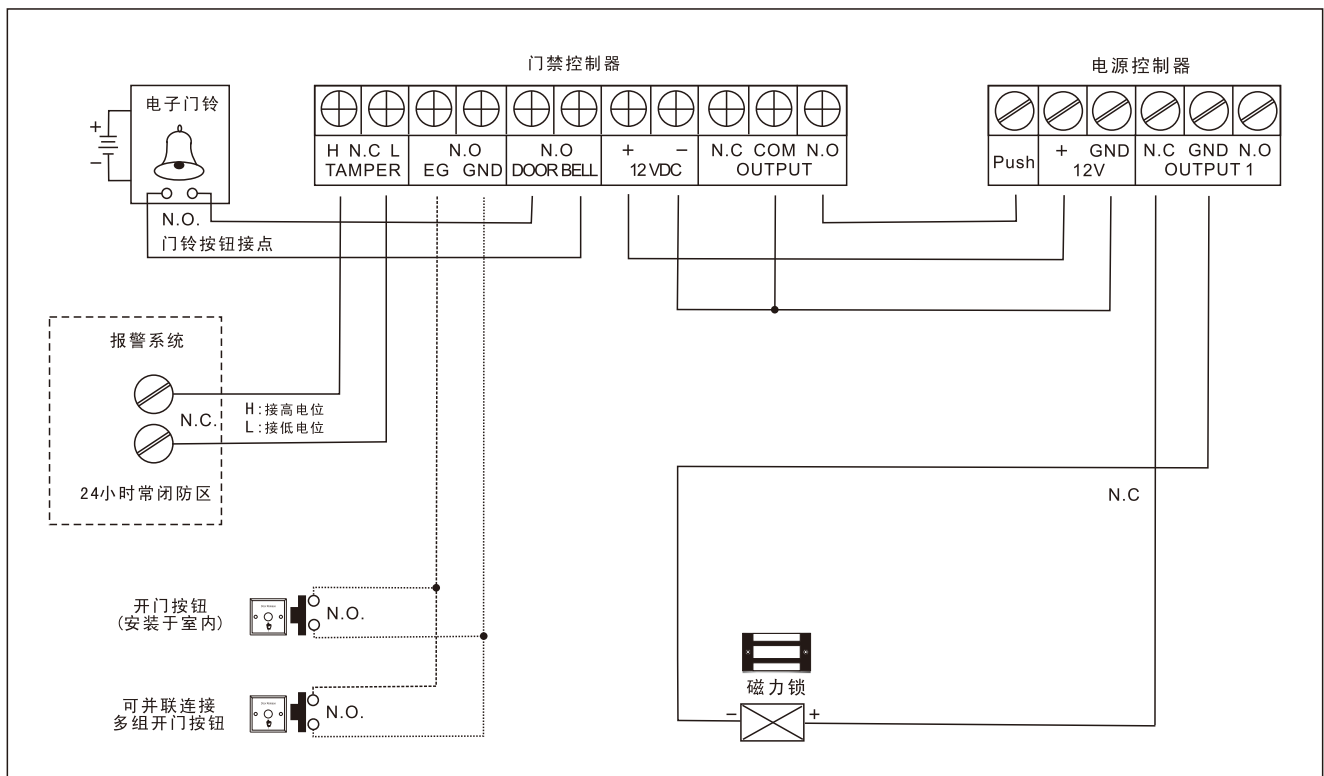 门禁控制器
电源控制器
电子门铃
+
−
H N.C L
TAMPER
N.O
EG GND
N.O
DOOR BELL
+ −
12VDC
N.C COM N.O
OUTPUT
Push
+ GND
12V
N.C GND N.O
OUTPUT 1
N.O.
门铃按钮接点
报警系统
N.C.
H:接高电位
L:接低电位
24小时常闭防区
N.C
开门按钮
(安装于室内)
N.O.
可并联连接
多组开门按钮
N.O.
磁力锁
− +